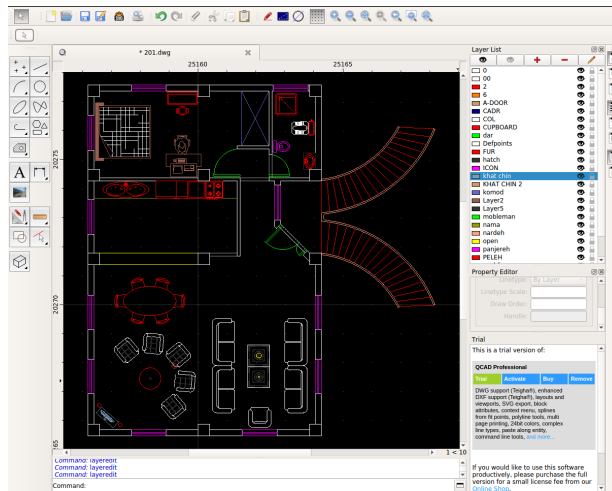 * 201.dwg
Layer List
25160
25165
0
00
2
6
A-DOOR
CADR
COL
CUPBOARD
dar
Defpoints
FUR
hatch
ICON
khat chin
KHAT CHIN 2
komod
Layer2
Layer5
mobleman
nama
nardeh
open
panjereh
PELEH
20275
20270
Property Editor
Linetype: By Layer
Linetype Scale:
Draw Order:
Handle:
Trial
This is a trial version of:
QCAD Professional
Trial Activate Buy Remove
DWG support (Teigha®), enhanced
DXF support (Teigha®), layouts and
viewports, SVG export, block
attributes, context menu, splines
from fit points, polyline tools, multi
page printing, 24bit colors, complex
line types, paste along entity,
command line tools, and more...
If you would like to use this software
productively, please purchase the full
version for a small license fee from our
Online Shop.
1 < 10
Command: layeredit
Command: layeredit
Command: layeredit
Command: